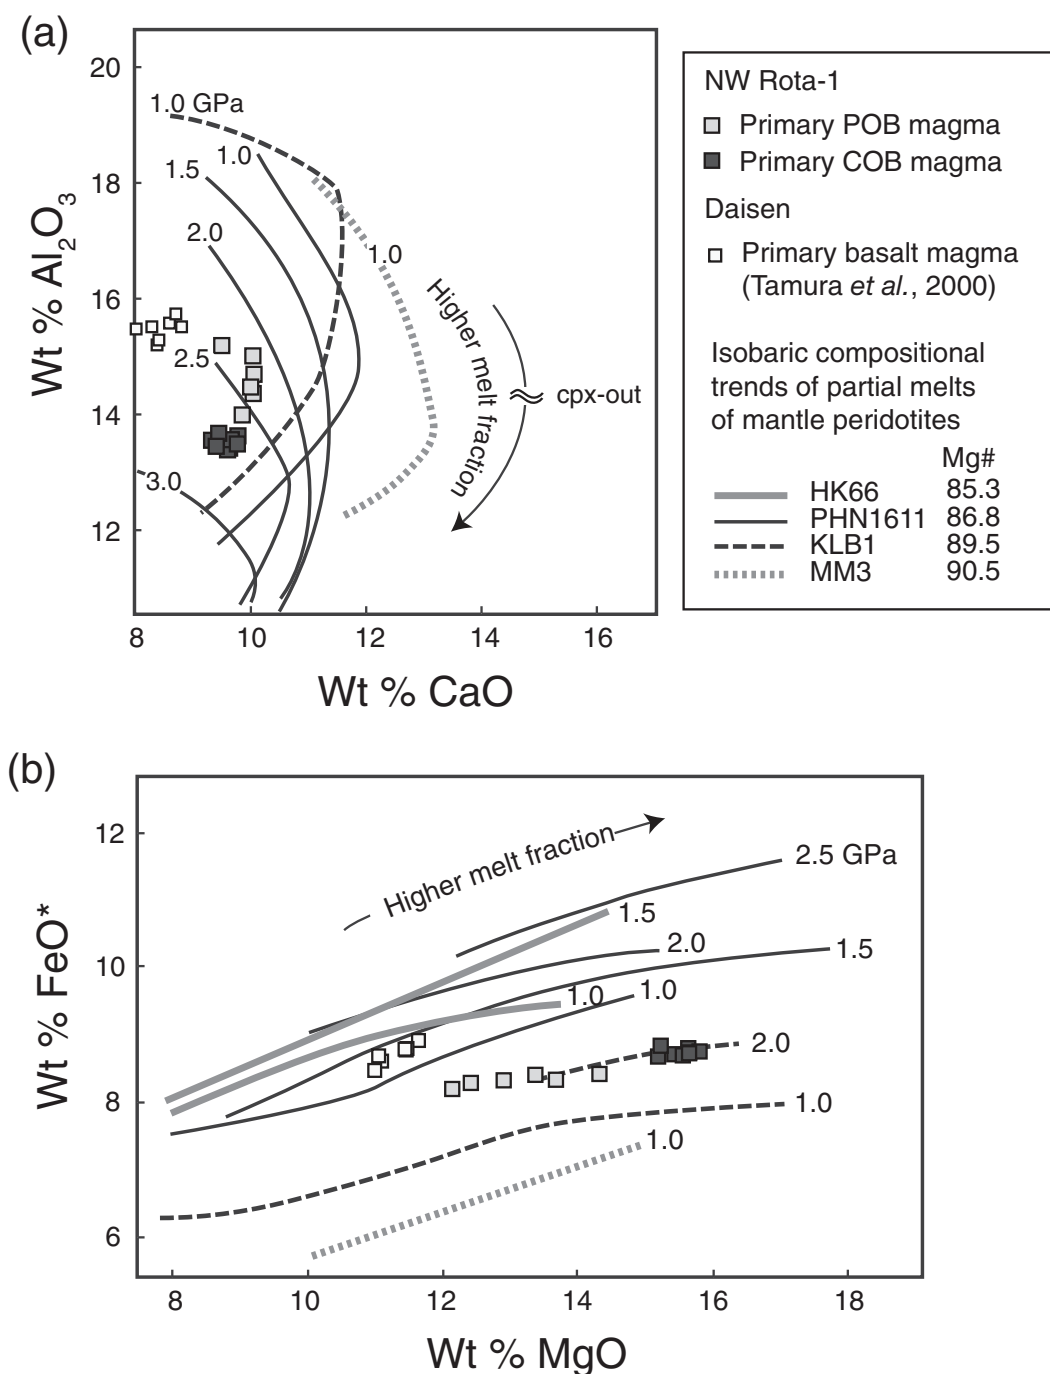 (a)
20
18
16
14
12
Wt % Al2O3
1.0 GPa
1.0
1.5
2.0
1.0
2.5
3.0
Higher melt fraction
cpx-out
8
10
12
14
16
Wt % CaO
NW Rota-1
Primary POB magma
Primary COB magma
Daisen
Primary basalt magma
(Tamura et al., 2000)
Isobaric compositional
trends of partial melts
of mantle peridotites
Mg#
HK66 85.3
PHN1611 86.8
KLB1 89.5
MM3 90.5
(b)
12
10
8
6
Wt % FeO*
Higher melt fraction
2.5 GPa
1.5
2.0
1.5
1.0
1.0
2.0
1.0
1.0
8
10
12
14
16
18
Wt % MgO